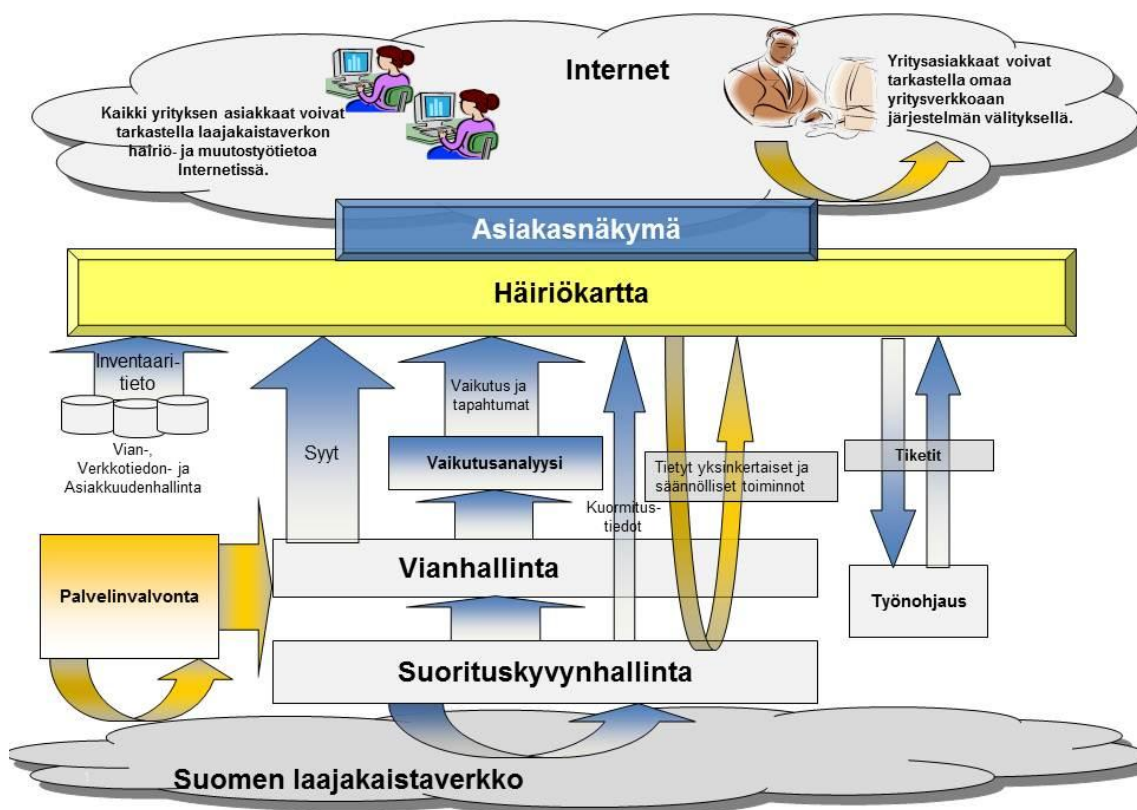 Internet
Kaikki yrityksen asiakkaat voivat
tarkastella laajakaistaverkon
häiriö- ja muutostyötietoa
Internetissä.
Yritysasiakkaat voivat
tarkastella omaa
yritysverkkoaan
järjestelmän välityksellä.
Asiakasnäkymä
Häiriökartta
Inventaari-
tieto
Vian-,
Verkkotiedon- ja
Asiakkuudenhallinta
Syyt
Vaikutus ja
tapahtumat
Vaikutusanalyysi
Kuormitus-
tiedot
Tietyt yksinkertaiset ja
säännölliset toiminnot
Tiketit
Palvelinvalvonta
Vianhallinta
Työnohjaus
Suorituskyvynhallinta
Suomen laajakaistaverkko
1